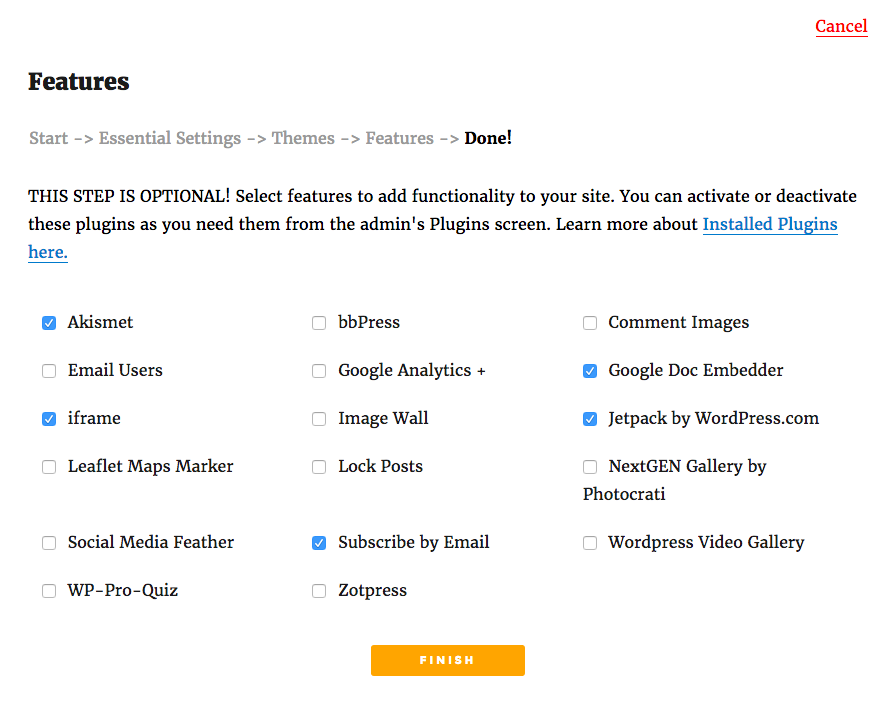 Cancel
Features
Start -> Essential Settings -> Themes -> Features -> Done!
THIS STEP IS OPTIONAL! Select features to add functionality to your site. You can activate or deactivate
these plugins as you need them from the admin's Plugins screen. Learn more about Installed Plugins
here.
Akismet bbPress Comment Images
Email Users Google Analytics + Google Doc Embedder
iframe Image Wall Jetpack by WordPress.com
Leaflet Maps Marker Lock Posts NextGEN Gallery by
Photocrati
Social Media Feather Subscribe by Email Wordpress Video Gallery
WP-Pro-Quiz Zotpress
FINISH